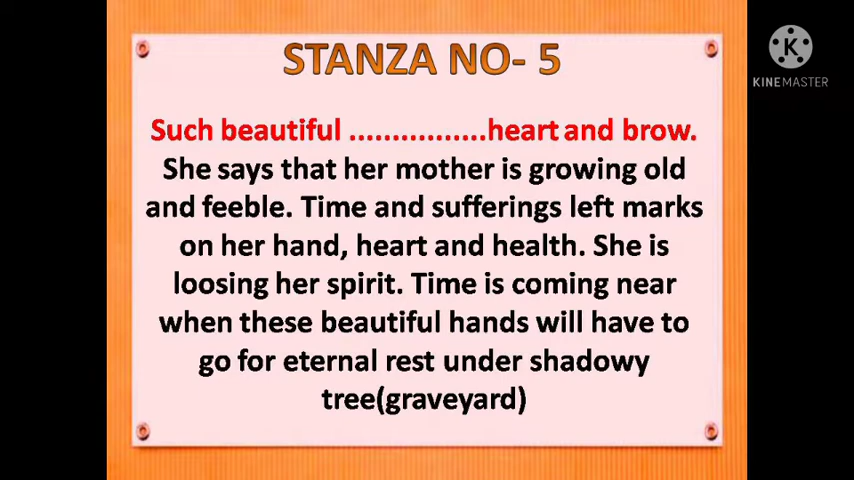 STANZA NO- 5
KINEMASTER
Such beautiful ................heart and brow.
She says that her mother is growing old
and feeble. Time and sufferings left marks
on her hand, heart and health. She is
loosing her spirit. Time is coming near
when these beautiful hands will have to
go for eternal rest under shadowy
tree(graveyard)